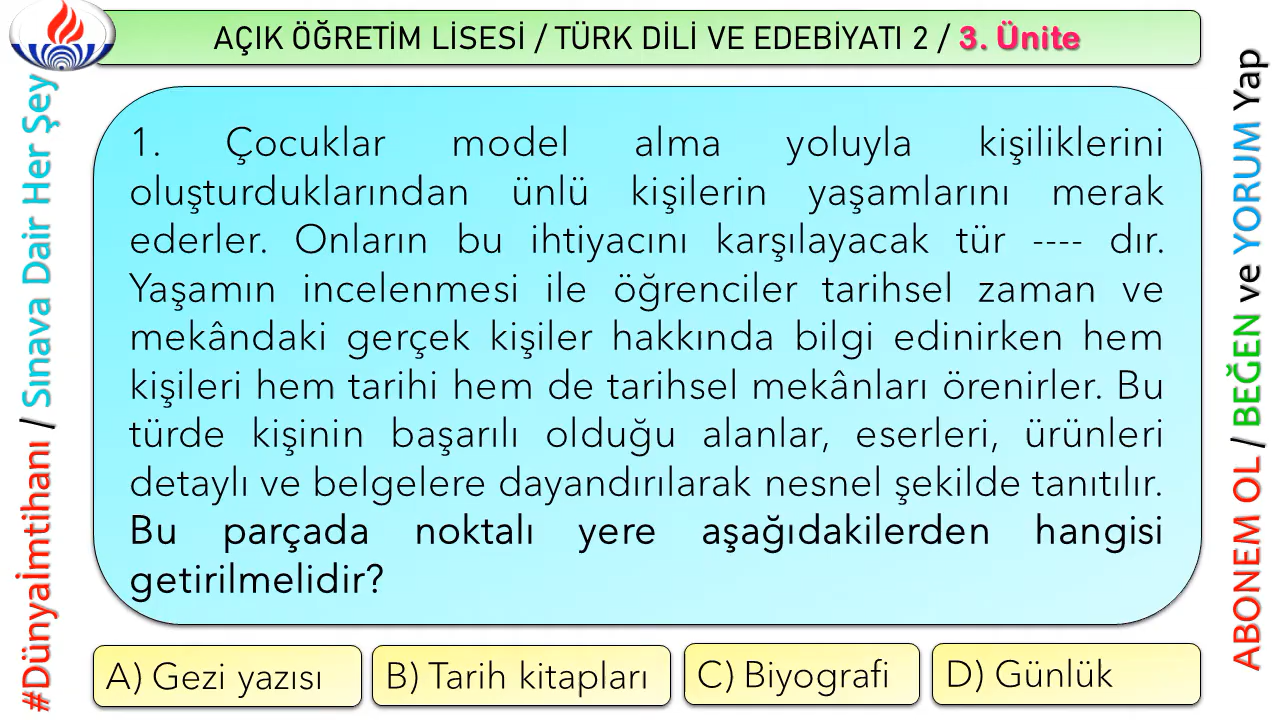 AÇIK ÖĞRETİM LİSESİ / TÜRK DİLİ VE EDEBİYATI 2 / 3. Ünite
#Dünyaİmtihanı / Sınava Dair Her Şey
1. Çocuklar model alma yoluyla kişiliklerini
oluşturduklarından ünlü kişilerin yaşamlarını merak
ederler. Onların bu ihtiyacını karşılayacak tür ---- dır.
Yaşamın incelenmesi ile öğrenciler tarihsel zaman ve
mekândaki gerçek kişiler hakkında bilgi edinirken hem
kişileri hem tarihi hem de tarihsel mekânları örenirler. Bu
türde kişinin başarılı olduğu alanlar, eserleri, ürünleri
detaylı ve belgelere dayandırılarak nesnel şekilde tanıtılır.
Bu parçada noktalı yere aşağıdakilerden hangisi
getirilmelidir?
A) Gezi yazısı
B) Tarih kitapları
C) Biyografi
D) Günlük
ABONEM OL / BEĞEN ve YORUM Yap